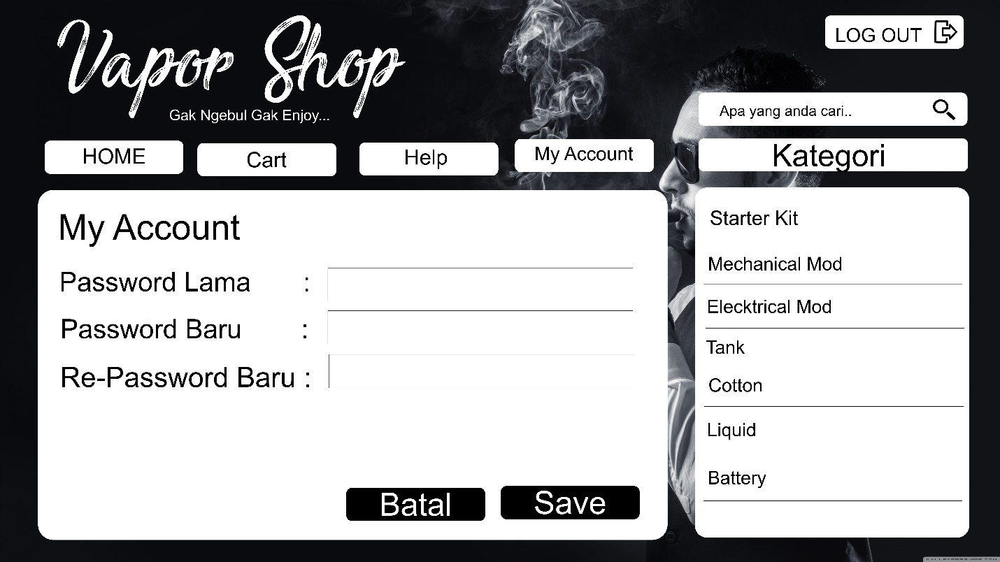 Vapor Shop
Gak Ngebul Gak Enjoy...
LOG OUT
Apa yang anda cari..
HOME
Cart
Help
My Account
Kategori
My Account
Password Lama :
Password Baru :
Re-Password Baru :
Batal
Save
Starter Kit
Mechanical Mod
Elecktrical Mod
Tank
Cotton
Liquid
Battery